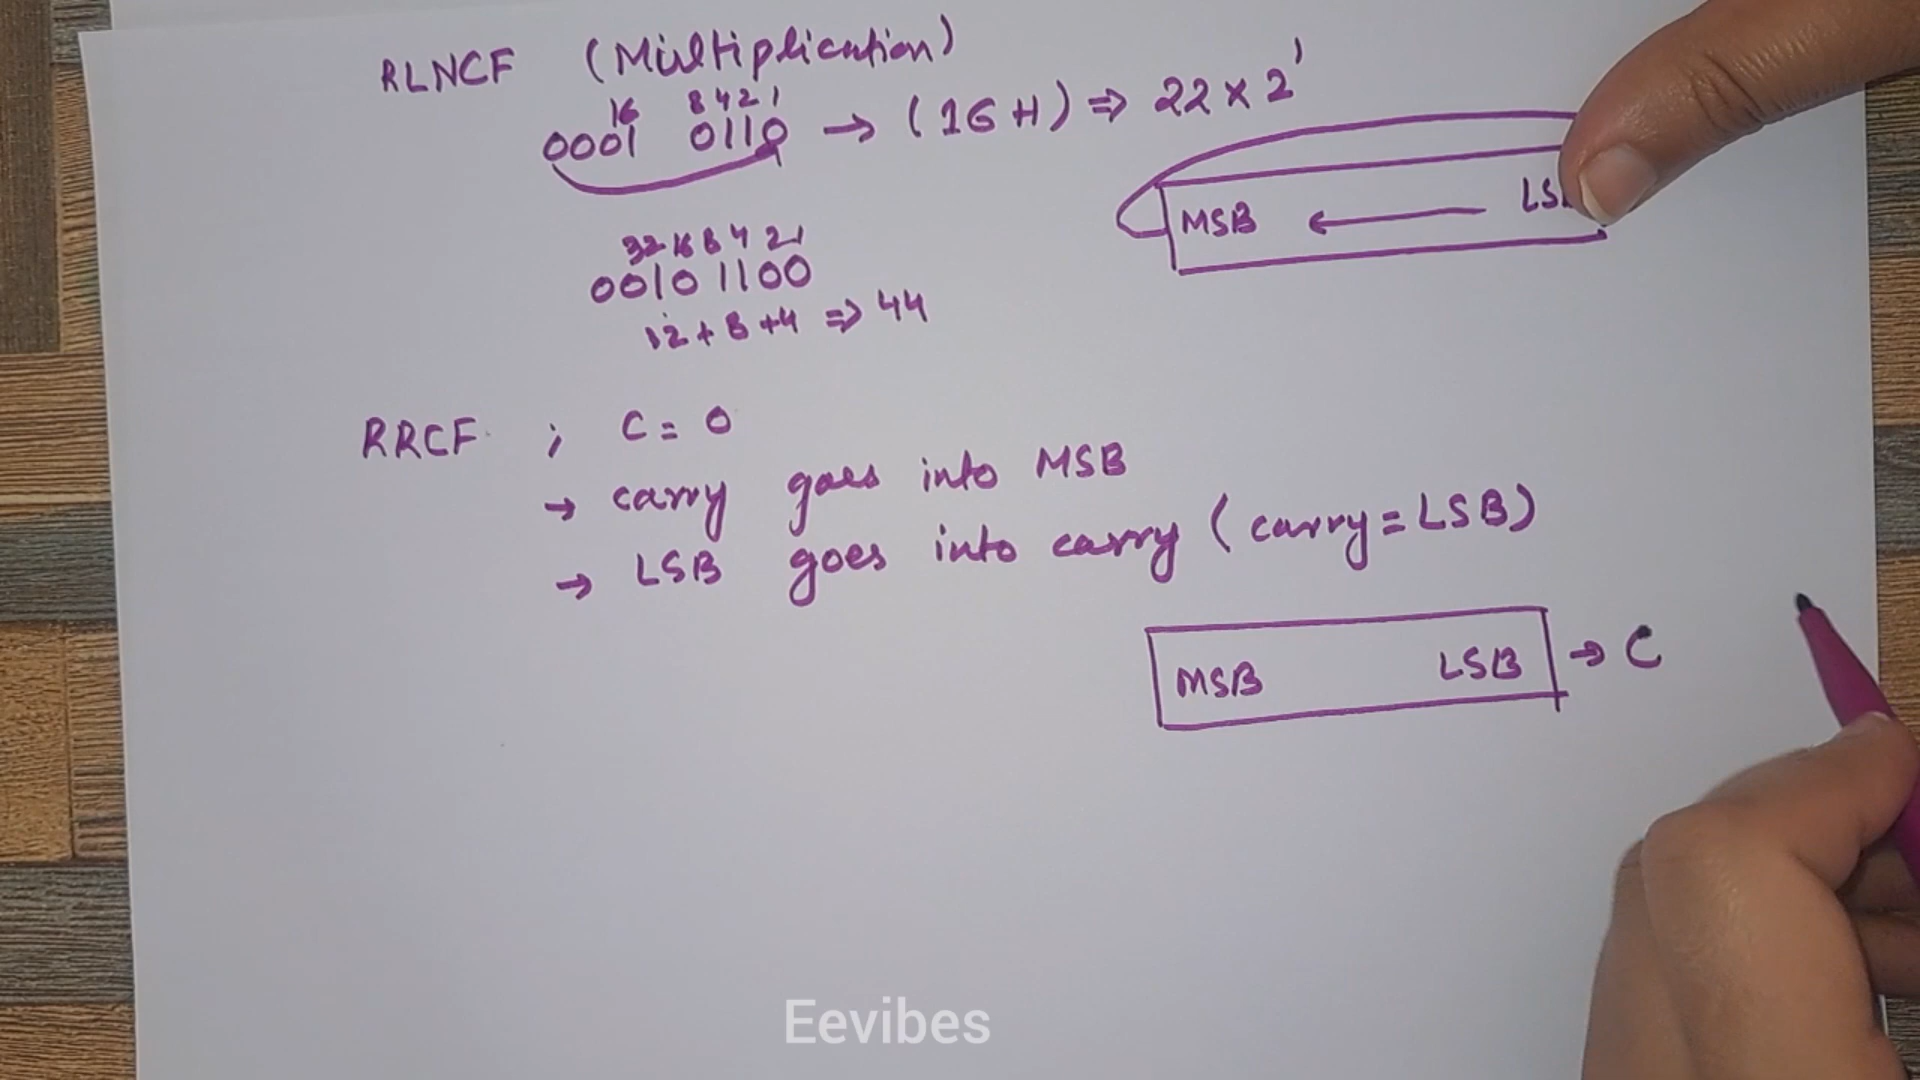 RLNCF (Multiplication)
16 8 4 2 1
0001 0110 → (16H) ⇒ 22 x 2¹
MSB ← LS
32 16 8 4 2 1
0010 1100
12 + 8 + 4 ⇒ 44
RRCF ; C = 0
→ carry goes into MSB
→ LSB goes into carry (carry = LSB)
MSB LSB → C
Eevibes